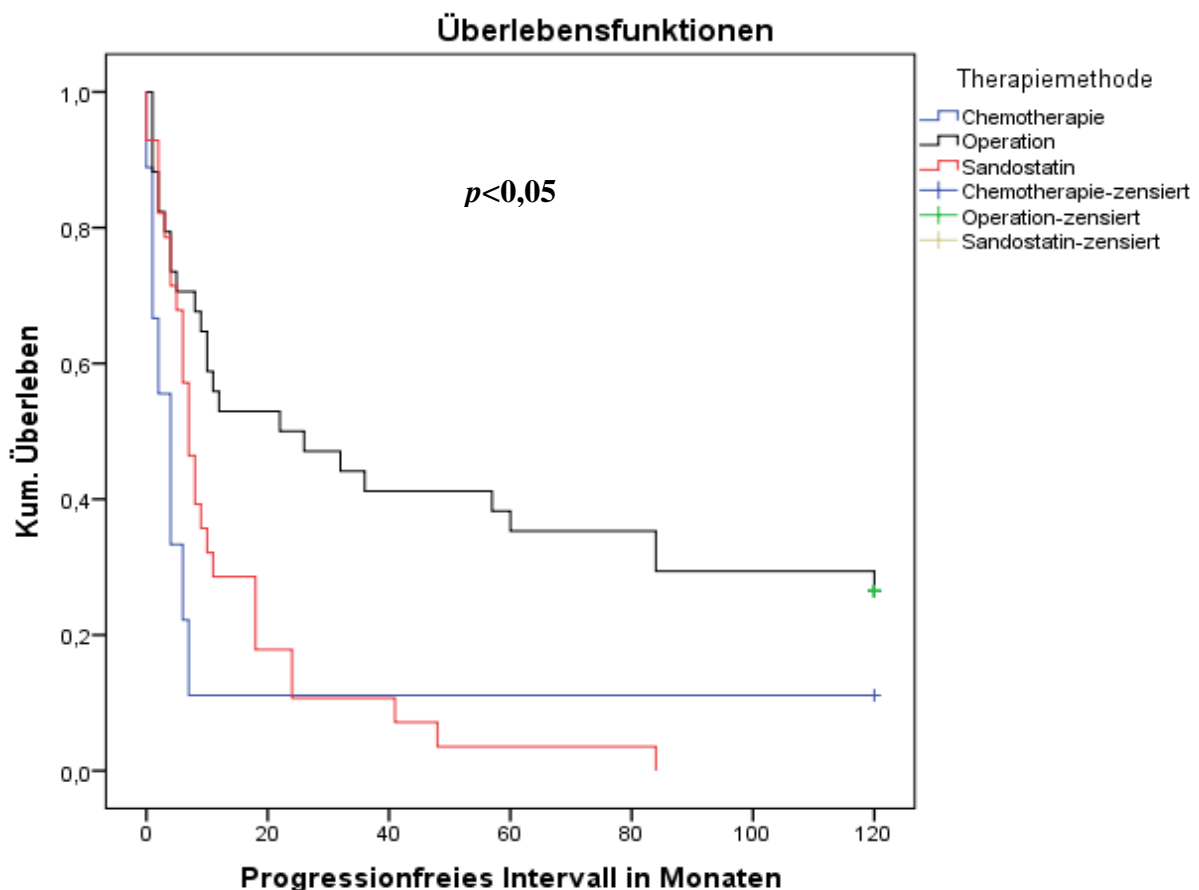 Überlebensfunktionen
Therapiemethode
Chemotherapie
Operation
Sandostatin
Chemotherapie-zensiert
Operation-zensiert
Sandostatin-zensiert
p<0,05
Kum. Überleben
1,0
0,8
0,6
0,4
0,2
0,0
0 20 40 60 80 100 120
Progressionfreies Intervall in Monaten